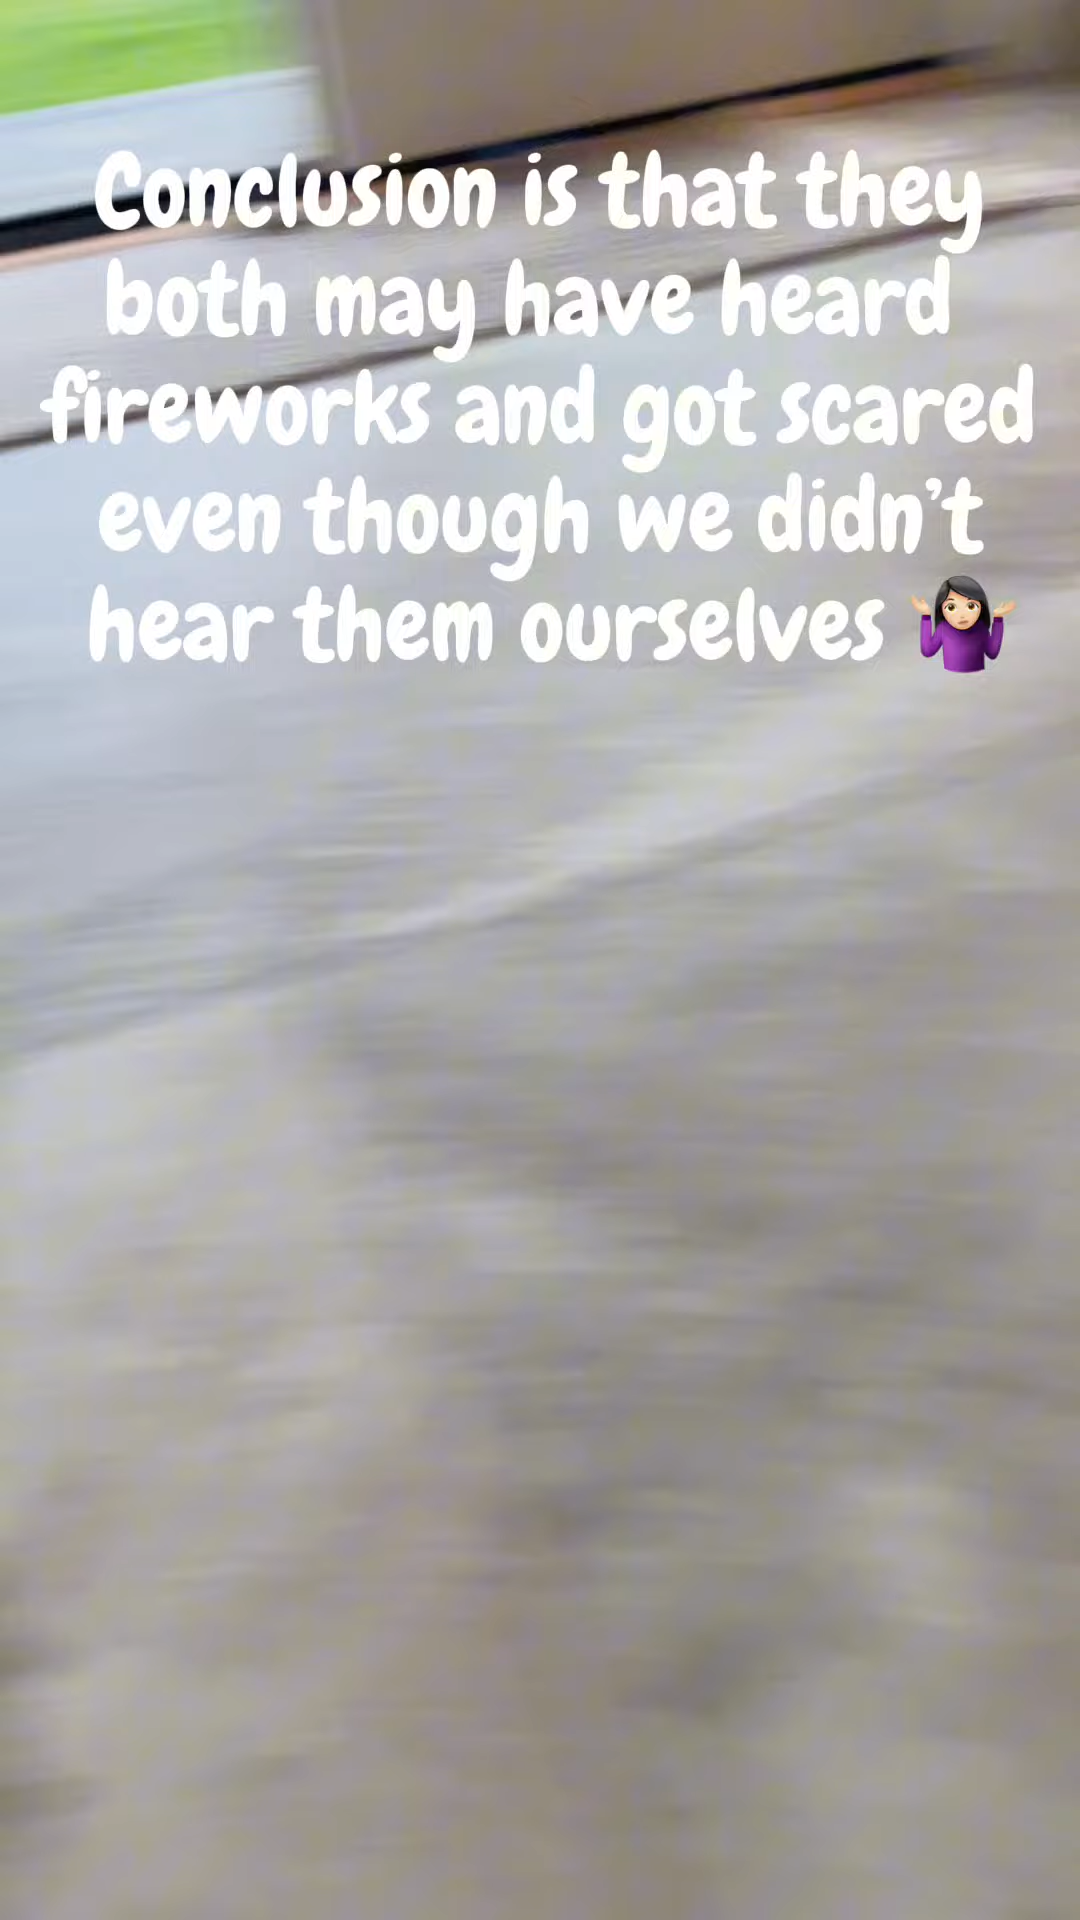 Conclusion is that they
both may have heard
fireworks and got scared
even though we didn’t
hear them ourselves 🤷🏻‍♀️